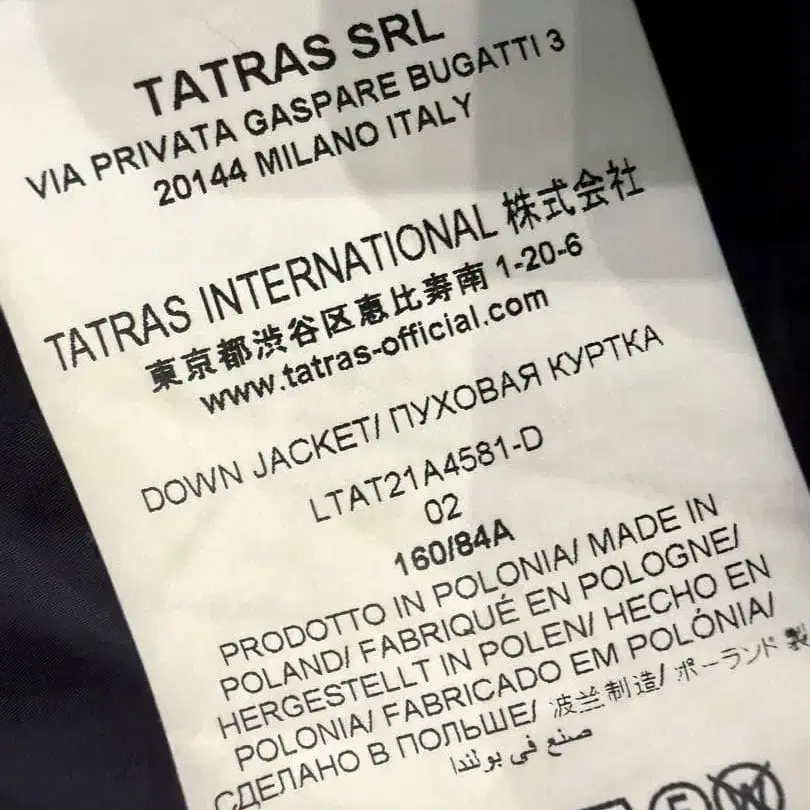 TATRAS SRL
VIA PRIVATA GASPARE BUGATTI 3
20144 MILANO ITALY
TATRAS INTERNATIONAL 株式会社
東京都渋谷区恵比寿南 1-20-6
www.tatras-official.com
DOWN JACKET/ ПУХОВАЯ КУРТКА
LTAT21A4581-D
02
160/84A
PRODOTTO IN POLONIA/ MADE IN
POLAND/ FABRIQUÉ EN POLOGNE/
HERGESTELLT IN POLEN/ HECHO EN
POLONIA/ FABRICADO EM POLÓNIA/
СДЕЛАНО В ПОЛЬШЕ/ 波兰制造/ ポーランド製
صنع في بولندا